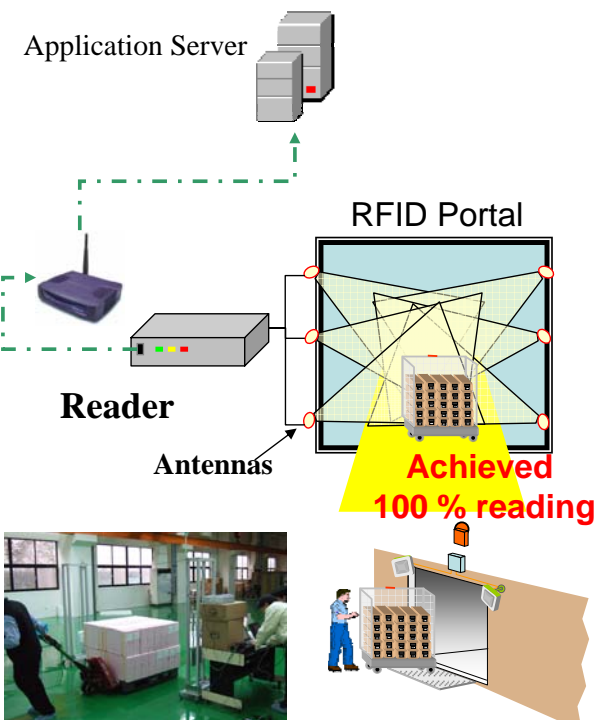 Application Server
RFID Portal
Reader
Antennas
Achieved
100 % reading